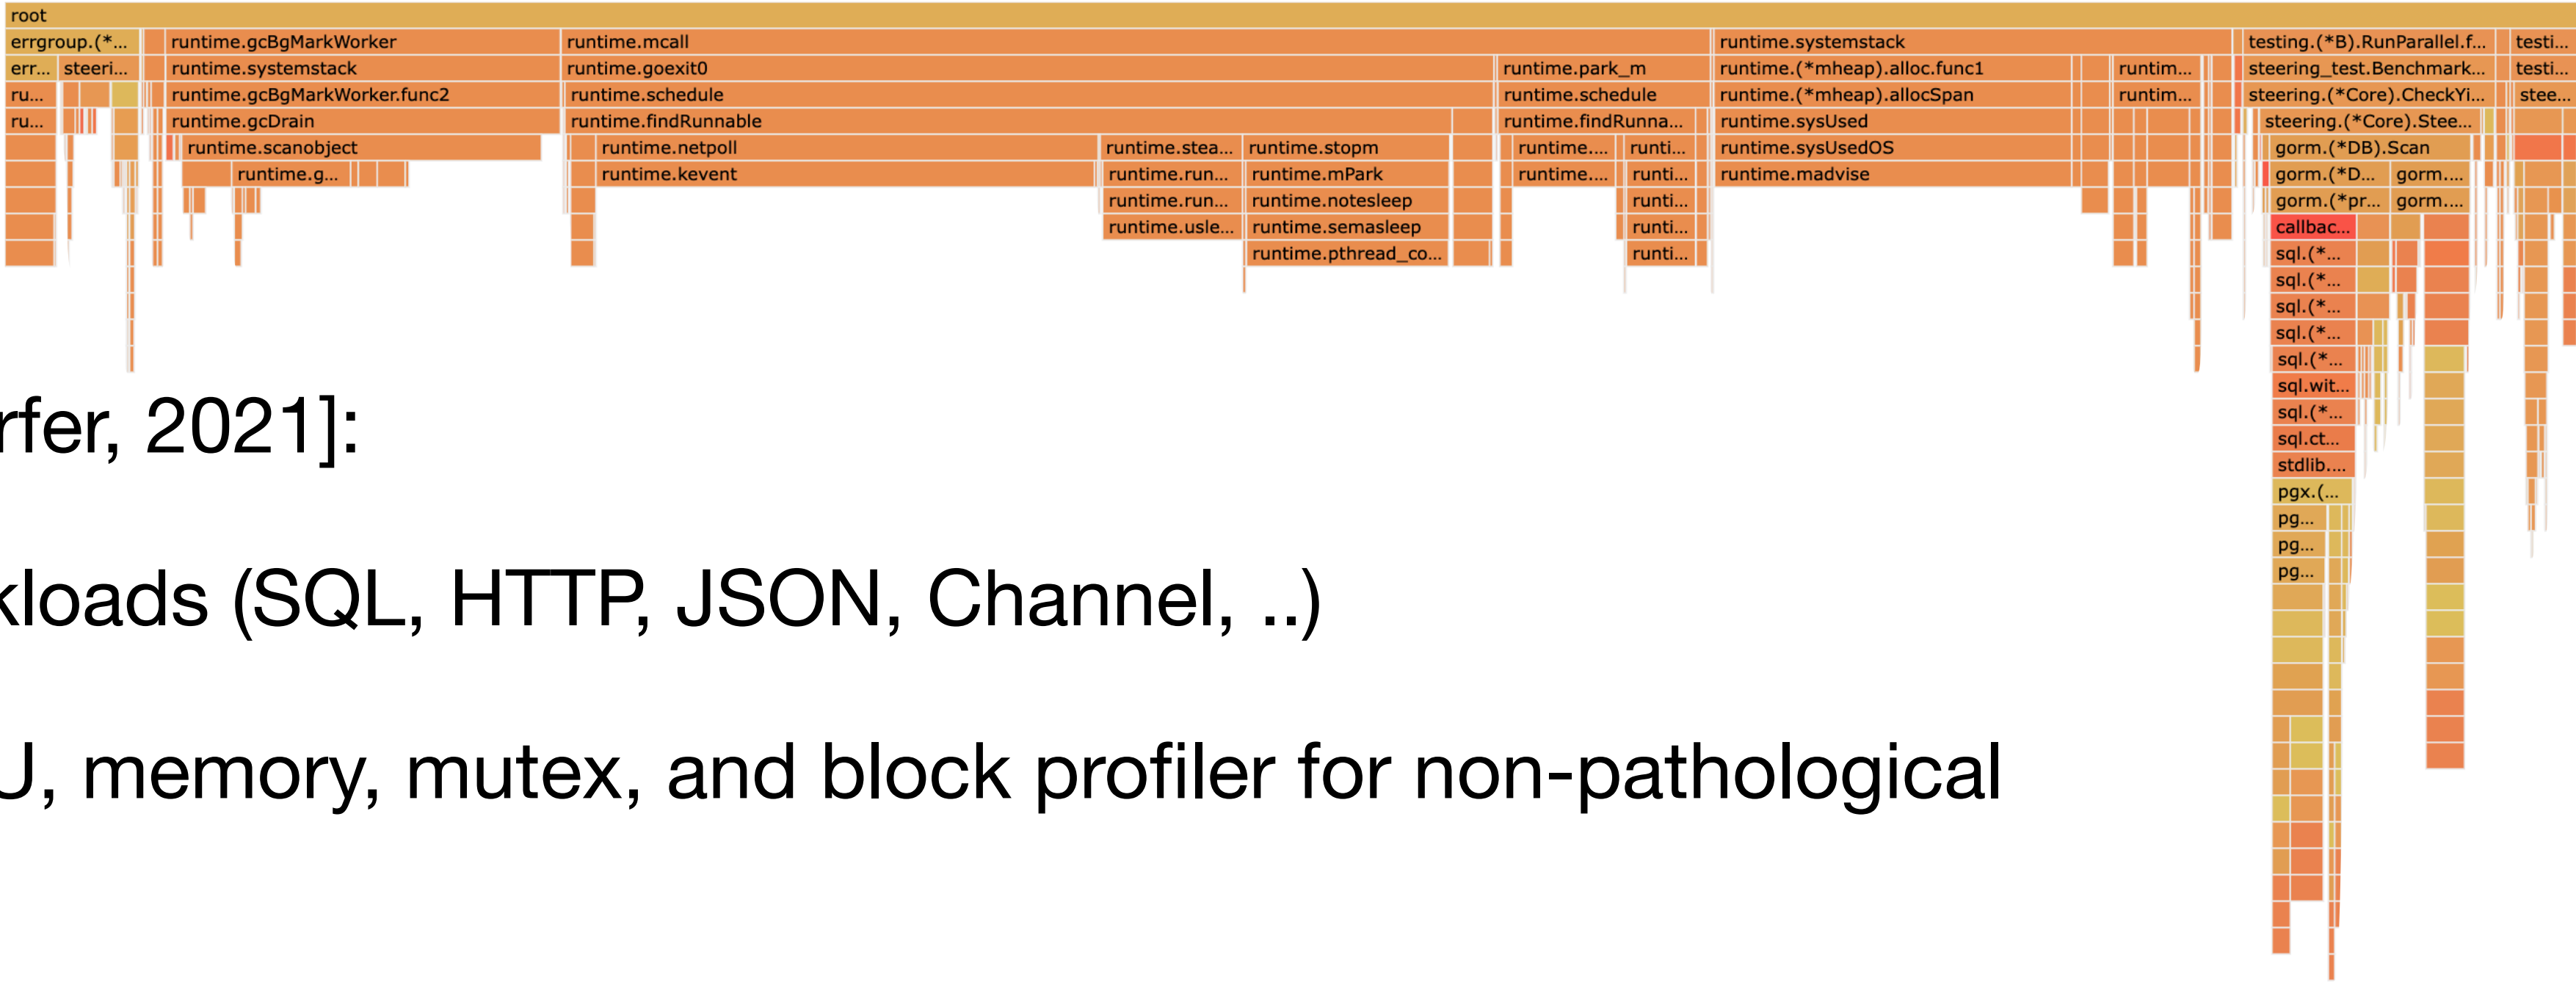 root
errgroup.(*... runtime.gcBgMarkWorker runtime.mcall runtime.systemstack testing.(*B).RunParallel.f... testi...
err... steeri... runtime.systemstack runtime.goexit0 runtime.park_m runtime.(*mheap).alloc.func1 runtim... steering_test.Benchmark... testi...
ru... runtime.gcBgMarkWorker.func2 runtime.schedule runtime.schedule runtime.(*mheap).allocSpan runtim... steering.(*Core).CheckYi... stee...
ru... runtime.gcDrain runtime.findRunnable runtime.findRunna... runtime.sysUsed steering.(*Core).Stee...
runtime.scanobject runtime.netpoll runtime.stea... runtime.stopm runtime.... runti... runtime.sysUsedOS gorm.(*DB).Scan
runtime.g... runtime.kevent runtime.run... runtime.mPark runtime.... runti... runtime.madvise gorm.(*D... gorm....
runtime.run... runtime.notesleep runti... gorm.(*pr... gorm....
runtime.usle... runtime.semasleep runti... callbac...
runtime.pthread_co... runti... sql.(*...
sql.(*...
sql.(*...
sql.(*...
sql.(*...
sql.wit...
sql.(*...
sql.ct...
stdlib....
pgx.(...
pg...
pg...
pg...
rfer, 2021]:
kloads (SQL, HTTP, JSON, Channel, ..)
U, memory, mutex, and block profiler for non-pathological